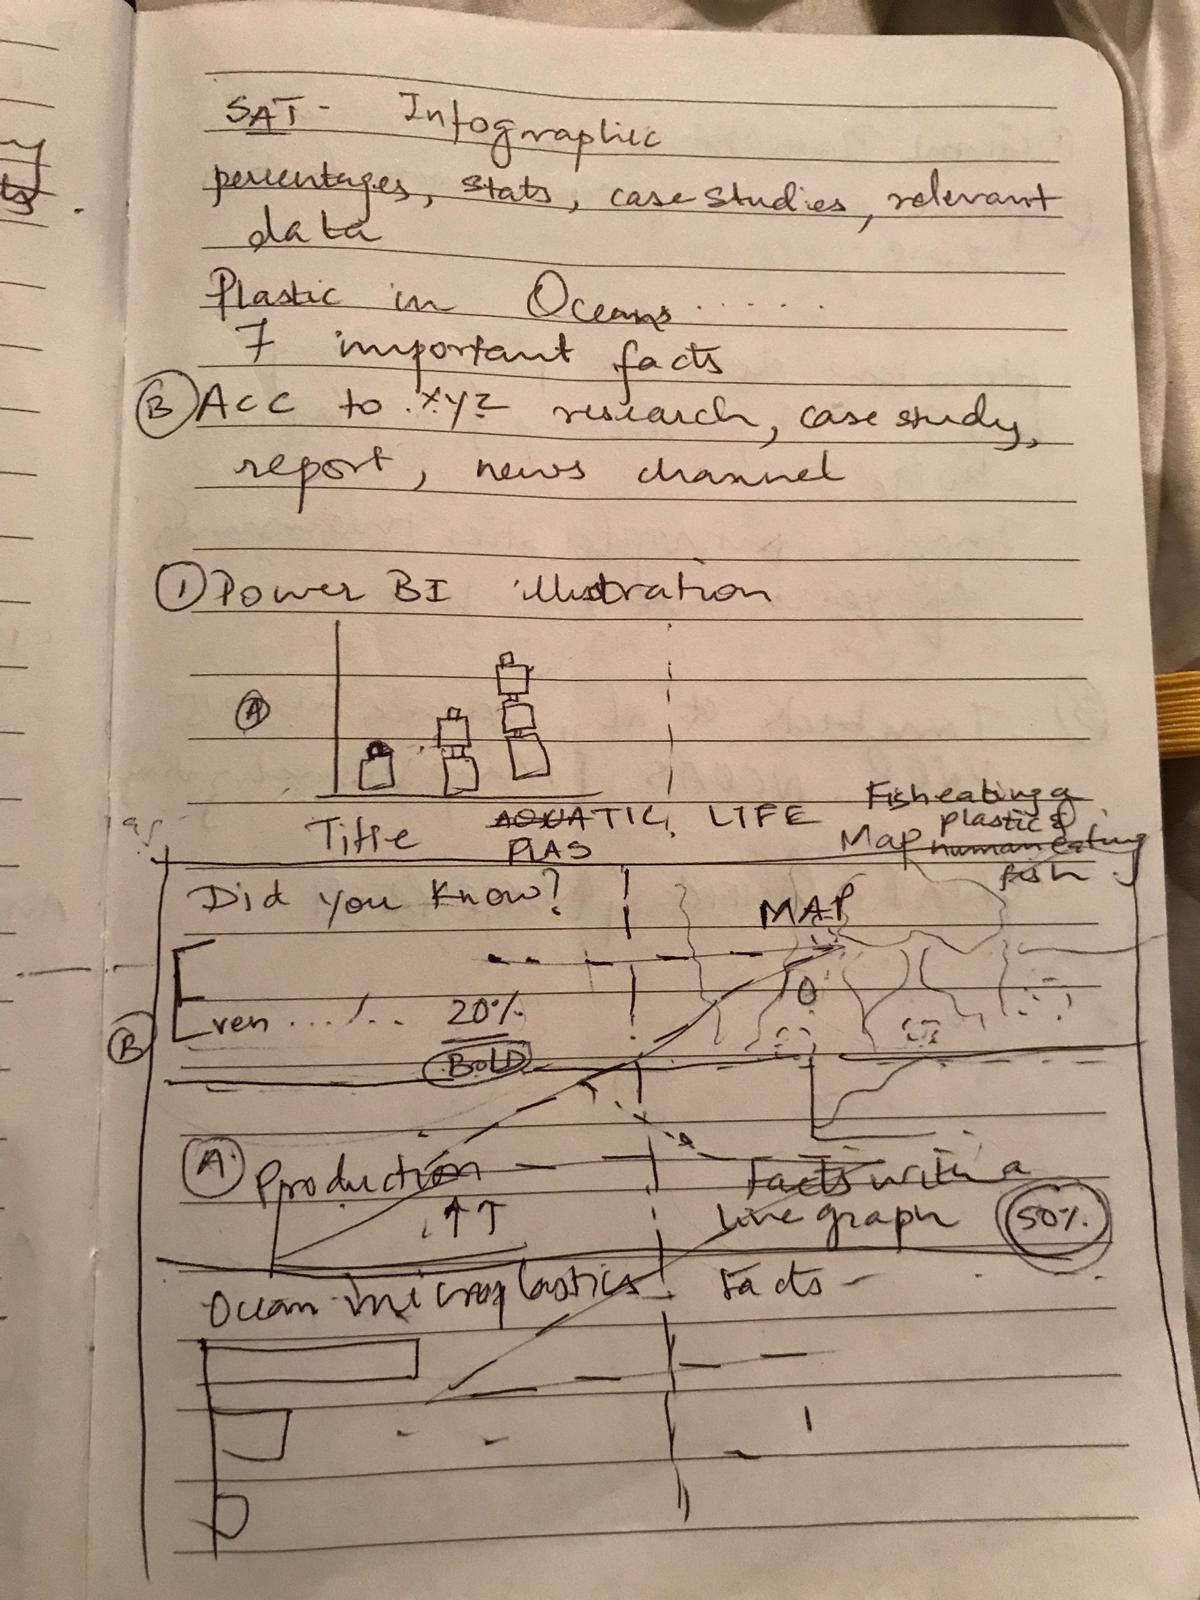 SAT - Infographic
percentages, stats, case studies, relevant
data
Plastic in Oceans.....
7 important facts
B Acc to .xyz research, case study,
report, news channel
1 Power BI illustration
A
Fish eating a
Title AQUATIC LIFE Map plastic &
PLAS human eating
fish
Did you know? MAP
ven ... 20%
B BOLD
A Production ↑↑ Facts with a
line graph 50%
Ocean microplastics Facts -